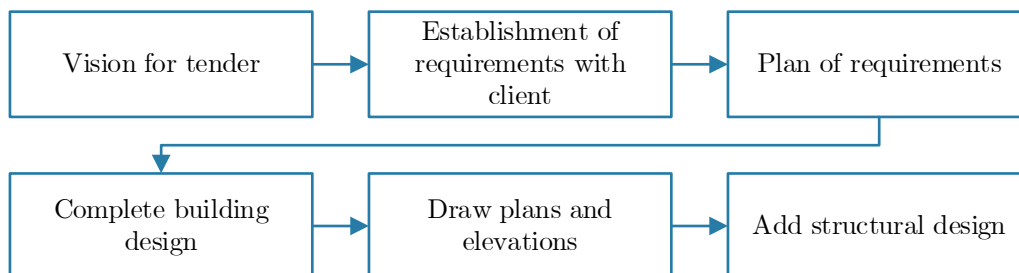 Vision for tender
Establishment of
requirements with
client
Plan of requirements
Complete building
design
Draw plans and
elevations
Add structural design